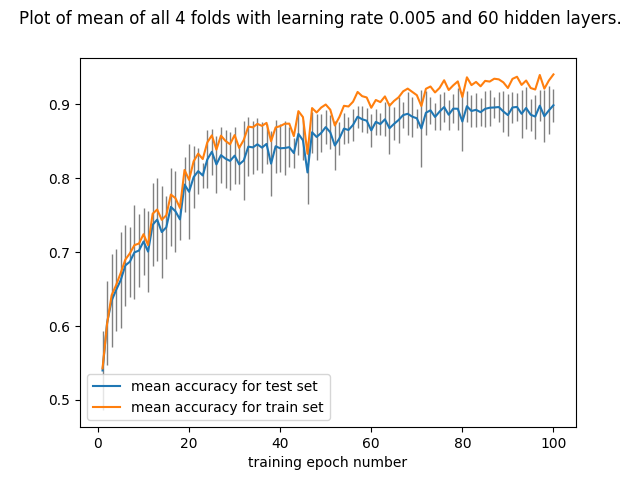 Plot of mean of all 4 folds with learning rate 0.005 and 60 hidden layers.
0.9
0.8
0.7
0.6
0.5
mean accuracy for test set
mean accuracy for train set
0 20 40 60 80 100
training epoch number